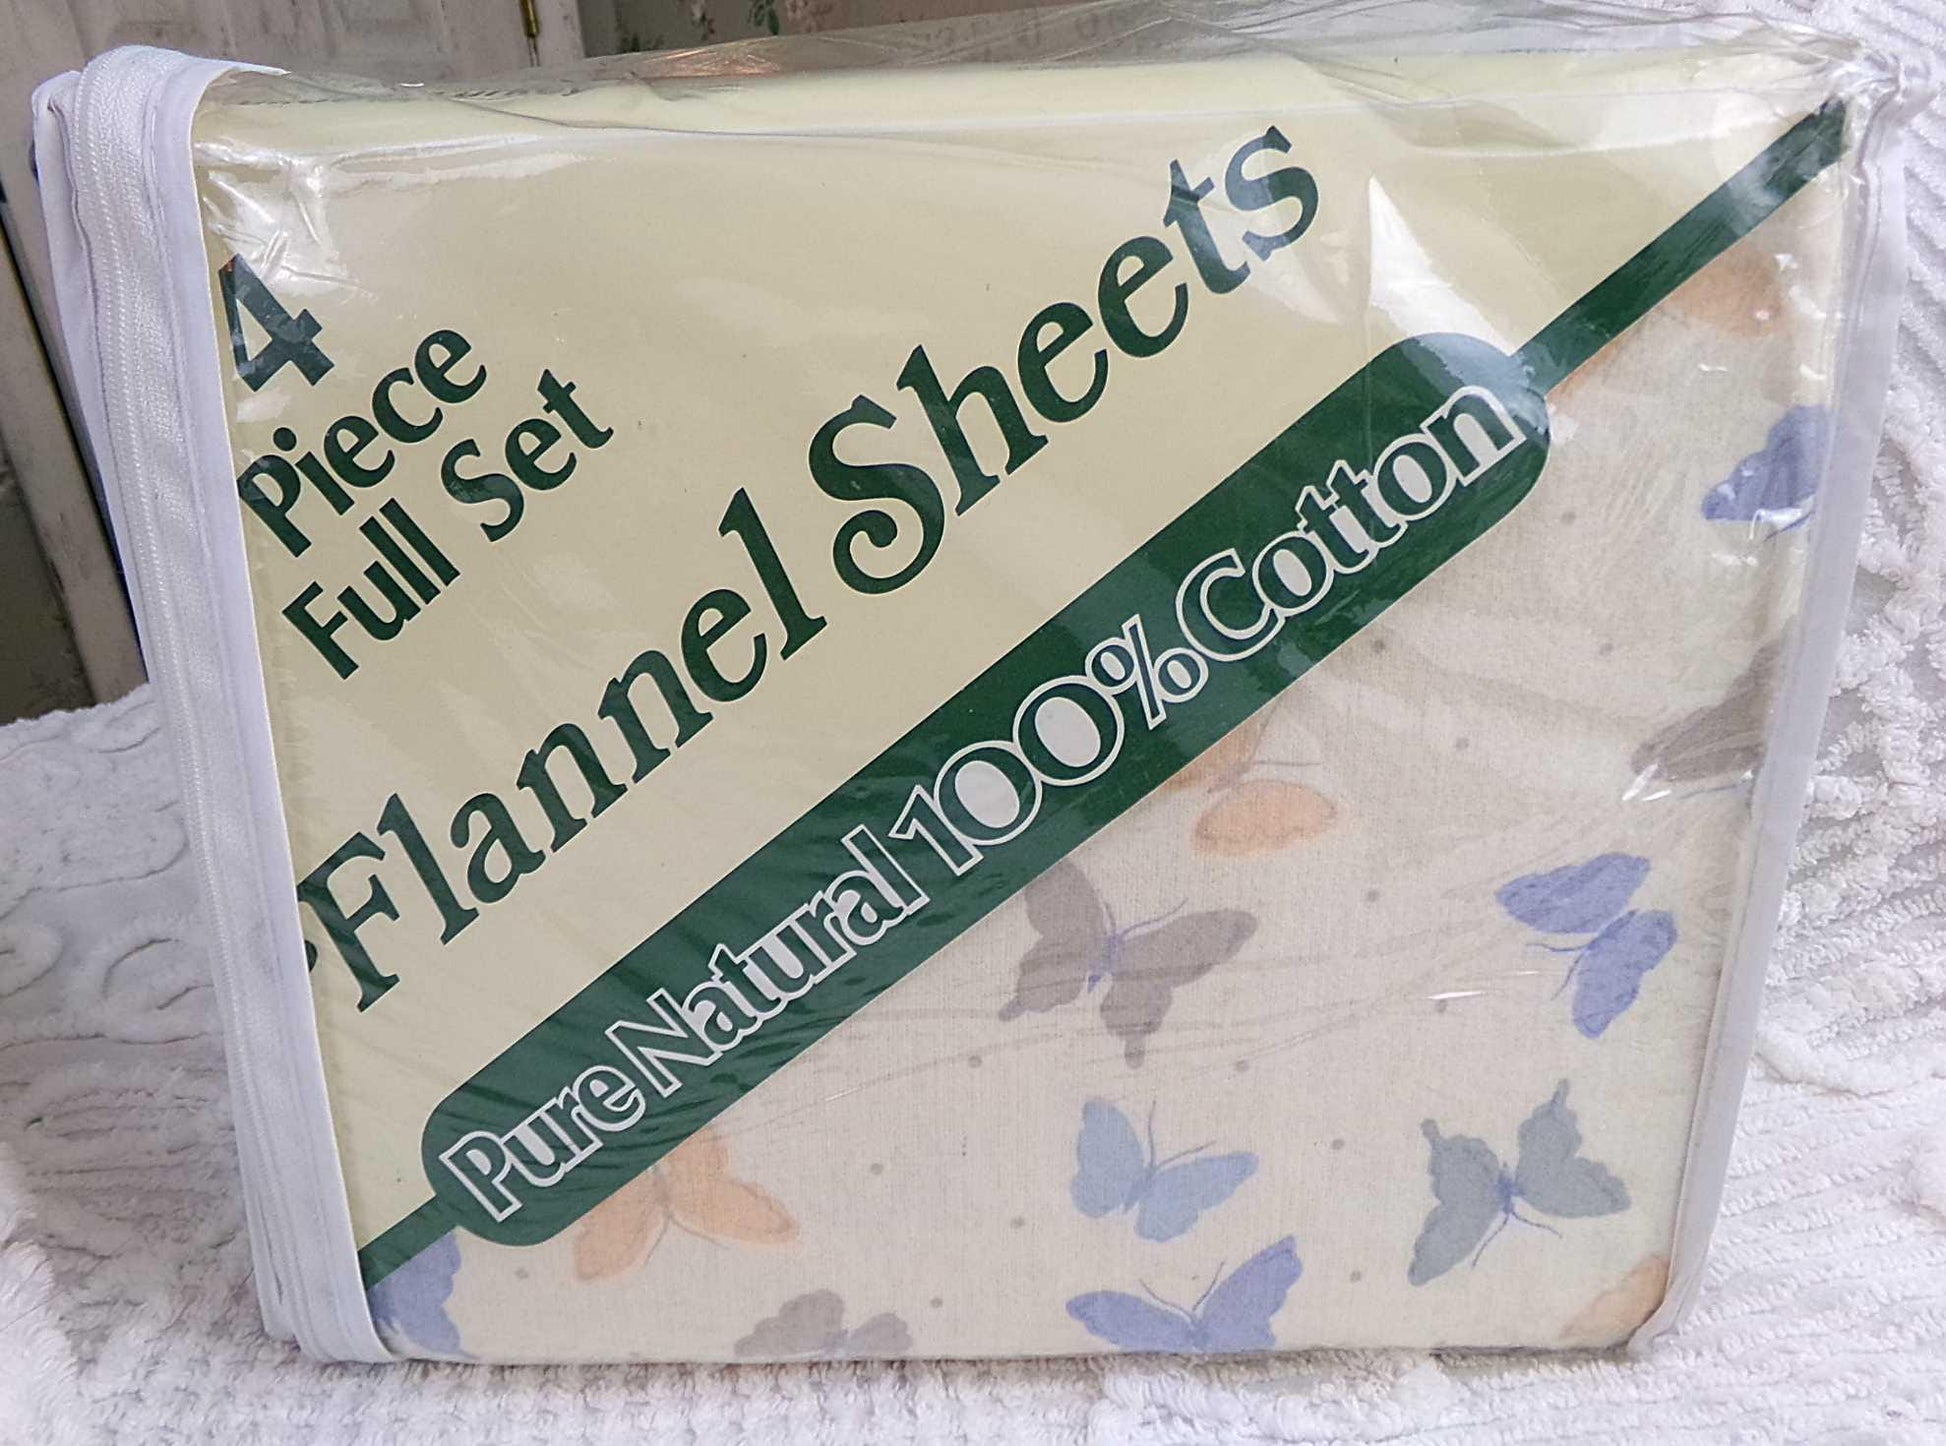 4
Piece
Full Set
Flannel Sheets
Pure Natural 100% Cotton